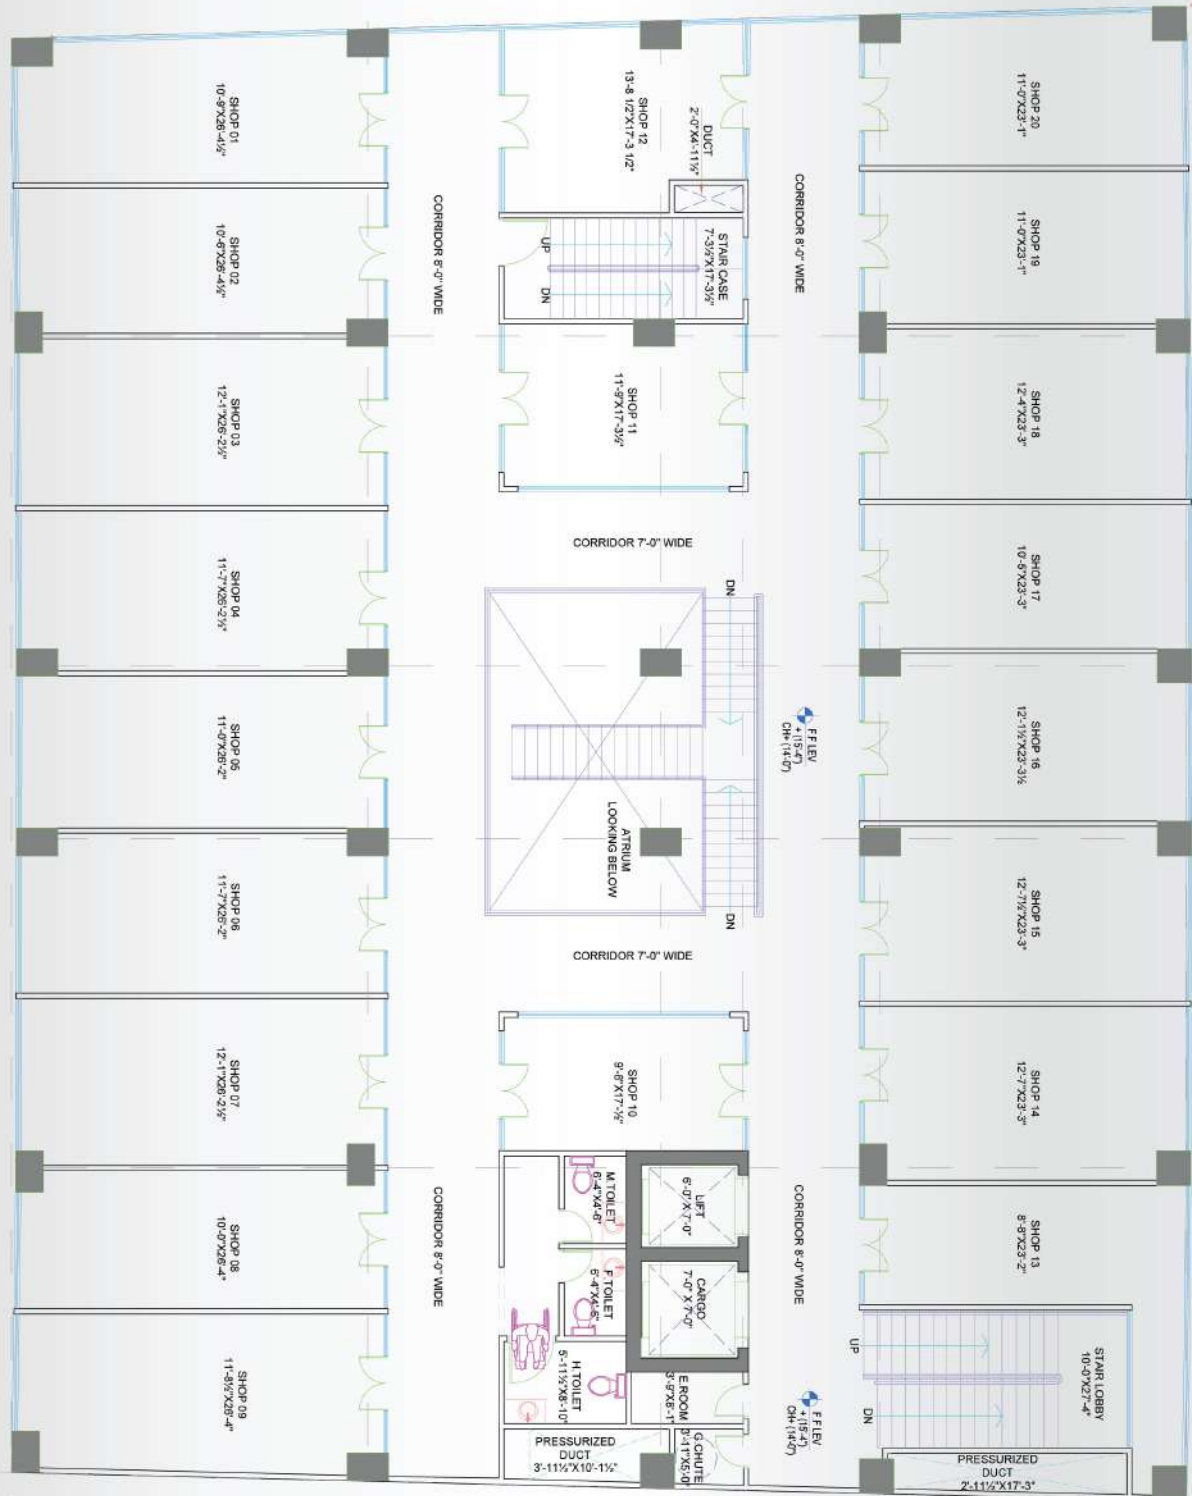 SHOP 01
10'-9"X26'-4½"
SHOP 02
10'-6"X26'-4½"
SHOP 03
12'-1"X26'-2½"
SHOP 04
11'-7"X26'-2½"
SHOP 05
11'-0"X26'-2"
SHOP 06
11'-7"X26'-2"
SHOP 07
12'-1"X26'-2½"
SHOP 08
10'-0"X26'-4"
SHOP 09
11'-8½"X26'-4"
CORRIDOR 8'-0" WIDE
CORRIDOR 8'-0" WIDE
SHOP 12
13'-8 1/2"X17'-3 1/2"
DUCT
2'-0"X4'-11½"
STAIR CASE
7'-3½"X17'-3½"
UP
DN
SHOP 11
11'-9"X17'-3½"
CORRIDOR 7'-0" WIDE
DN
ATRIUM
LOOKING BELOW
DN
CORRIDOR 7'-0" WIDE
SHOP 10
9'-8"X17'-½"
M.TOILET
6'-4"X4'-6"
F.TOILET
6'-4"X4'-6"
H.TOILET
5'-11½"X8'-10"
LIFT
6'-0" X 7'-0"
CARGO
7'-0" X 7'-0"
E.ROOM
G.CHUTE
3'-11"X5'-0"
PRESSURIZED
DUCT
3'-11½"X10'-1½"
CORRIDOR 8'-0" WIDE
F.F LEV
+ (15'-4")
CH+ (14'-0")
CORRIDOR 8'-0" WIDE
F.F LEV
+ (15'-4")
CH+ (14'-0")
SHOP 20
11'-0"X23'-1"
SHOP 19
11'-0"X23'-1"
SHOP 18
12'-4"X23'-3"
SHOP 17
10'-5"X23'-3"
SHOP 16
12'-1½"X23'-3½
SHOP 15
12'-7½"X23'-3"
SHOP 14
12'-7"X23'-3"
SHOP 13
8'-8"X23'-2"
UP
DN
STAIR LOBBY
10'-0"X27'-4"
PRESSURIZED
DUCT
2'-11½"X17'-3"